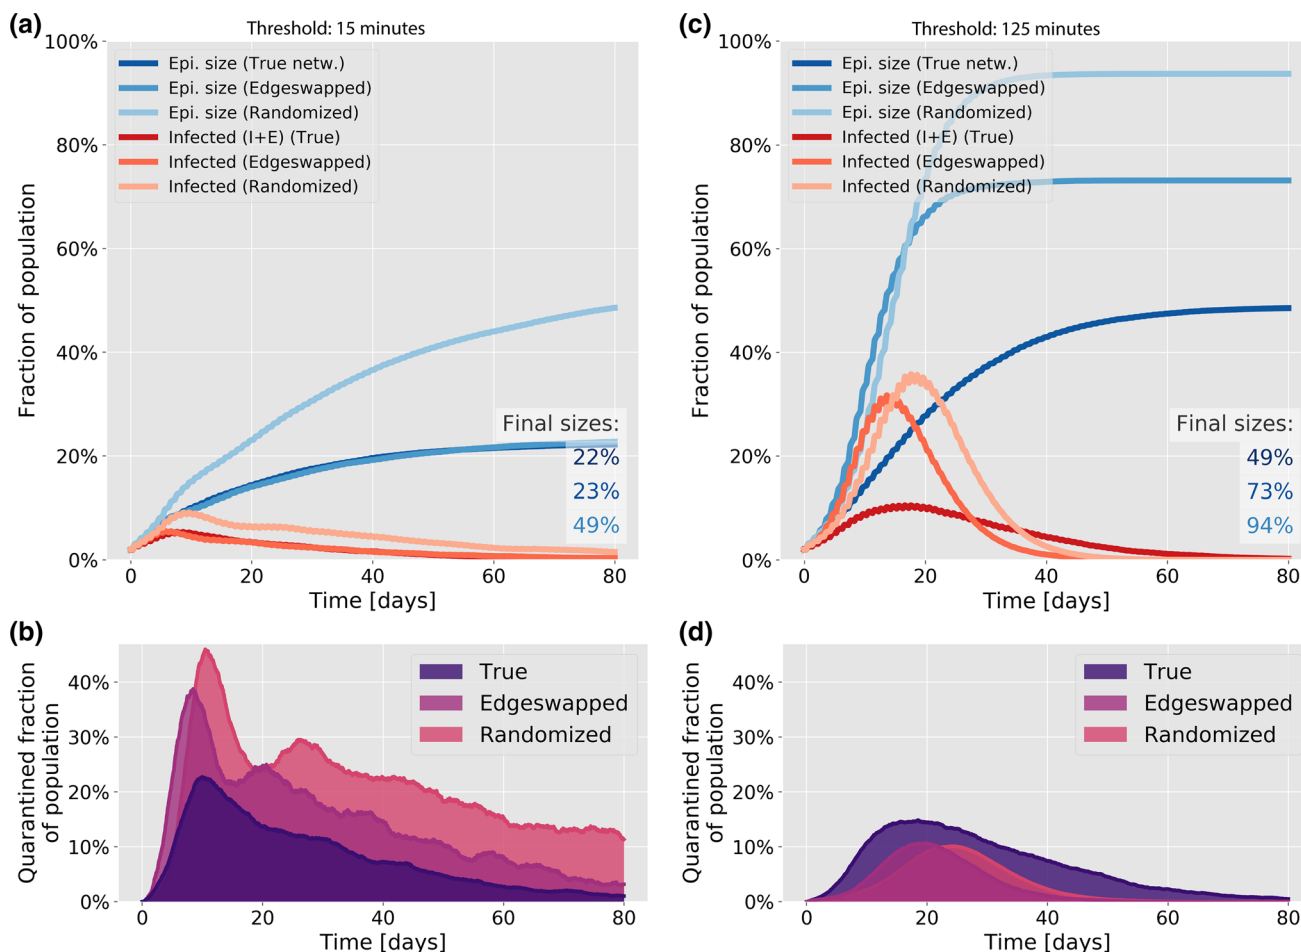 (a)
Threshold: 15 minutes
100%
80%
60%
40%
20%
0%
Fraction of population
Epi. size (True netw.)
Epi. size (Edgeswapped)
Epi. size (Randomized)
Infected (I+E) (True)
Infected (Edgeswapped)
Infected (Randomized)
Final sizes:
22%
23%
49%
0 20 40 60 80
Time [days]
(c)
Threshold: 125 minutes
100%
80%
60%
40%
20%
0%
Fraction of population
Epi. size (True netw.)
Epi. size (Edgeswapped)
Epi. size (Randomized)
Infected (I+E) (True)
Infected (Edgeswapped)
Infected (Randomized)
Final sizes:
49%
73%
94%
0 20 40 60 80
Time [days]
(b)
40%
30%
20%
10%
0%
Quarantined fraction
of population
True
Edgeswapped
Randomized
0 20 40 60 80
Time [days]
(d)
40%
30%
20%
10%
0%
Quarantined fraction
of population
True
Edgeswapped
Randomized
0 20 40 60 80
Time [days]